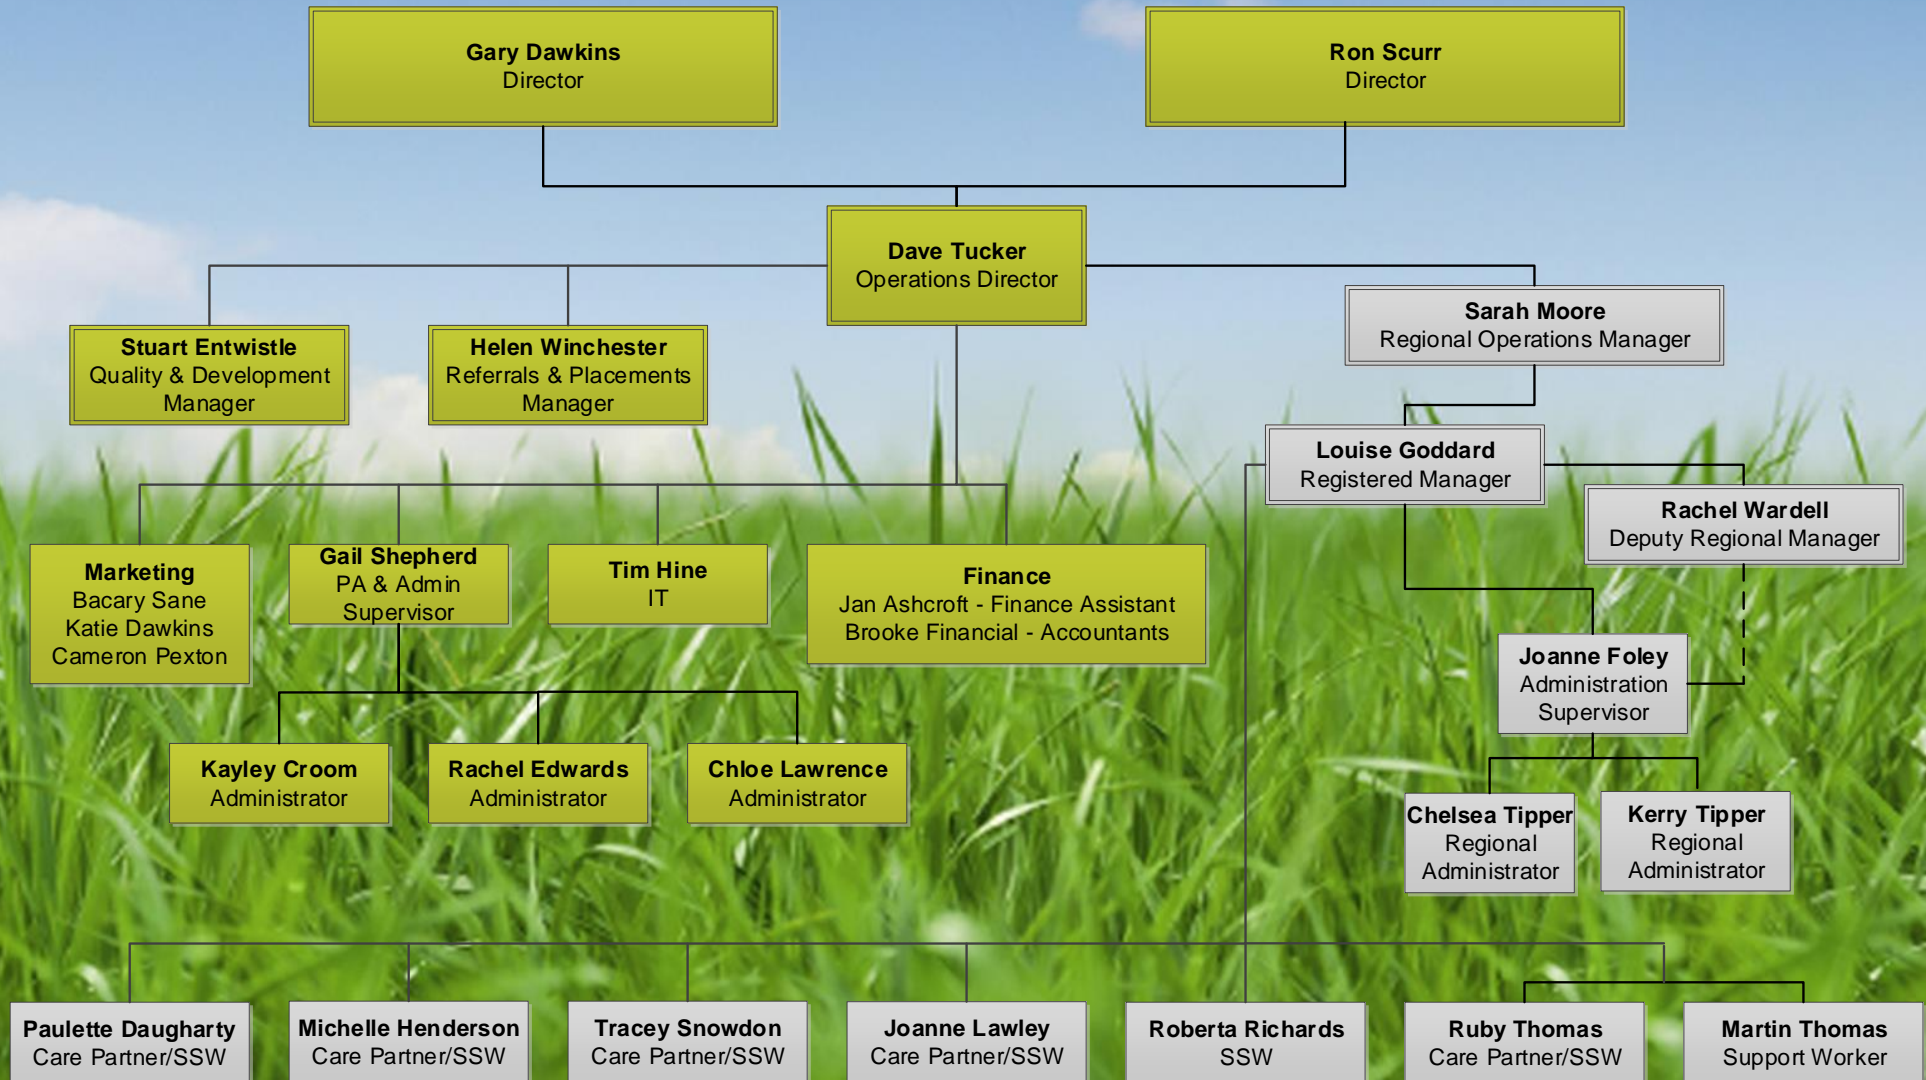 Gary Dawkins
Director
Ron Scurr
Director
Dave Tucker
Operations Director
Sarah Moore
Regional Operations Manager
Stuart Entwistle
Quality & Development
Manager
Helen Winchester
Referrals & Placements
Manager
Louise Goddard
Registered Manager
Rachel Wardell
Deputy Regional Manager
Marketing
Bacary Sane
Katie Dawkins
Cameron Pexton
Gail Shepherd
PA & Admin
Supervisor
Tim Hine
IT
Finance
Jan Ashcroft - Finance Assistant
Brooke Financial - Accountants
Joanne Foley
Administration
Supervisor
Kayley Croom
Administrator
Rachel Edwards
Administrator
Chloe Lawrence
Administrator
Chelsea Tipper
Regional
Administrator
Kerry Tipper
Regional
Administrator
Paulette Daugharty
Care Partner/SSW
Michelle Henderson
Care Partner/SSW
Tracey Snowdon
Care Partner/SSW
Joanne Lawley
Care Partner/SSW
Roberta Richards
SSW
Ruby Thomas
Care Partner/SSW
Martin Thomas
Support Worker